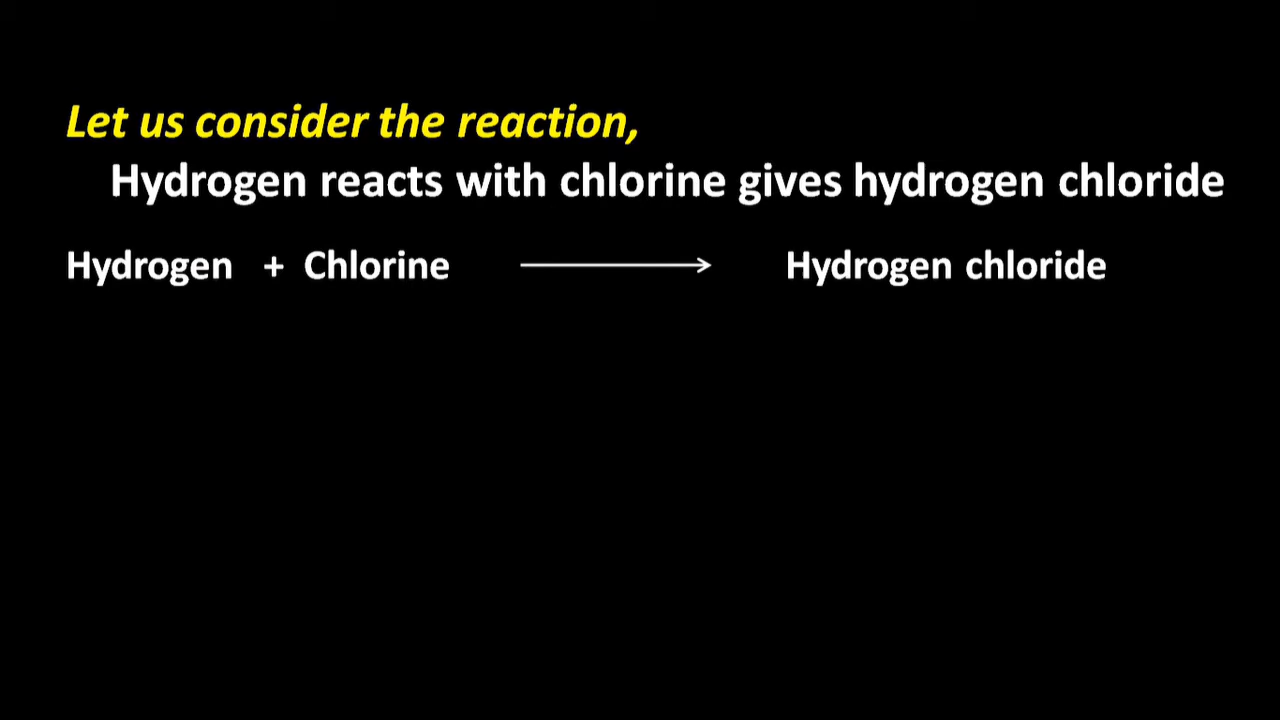 Let us consider the reaction,
Hydrogen reacts with chlorine gives hydrogen chloride
Hydrogen + Chlorine ⟶ Hydrogen chloride